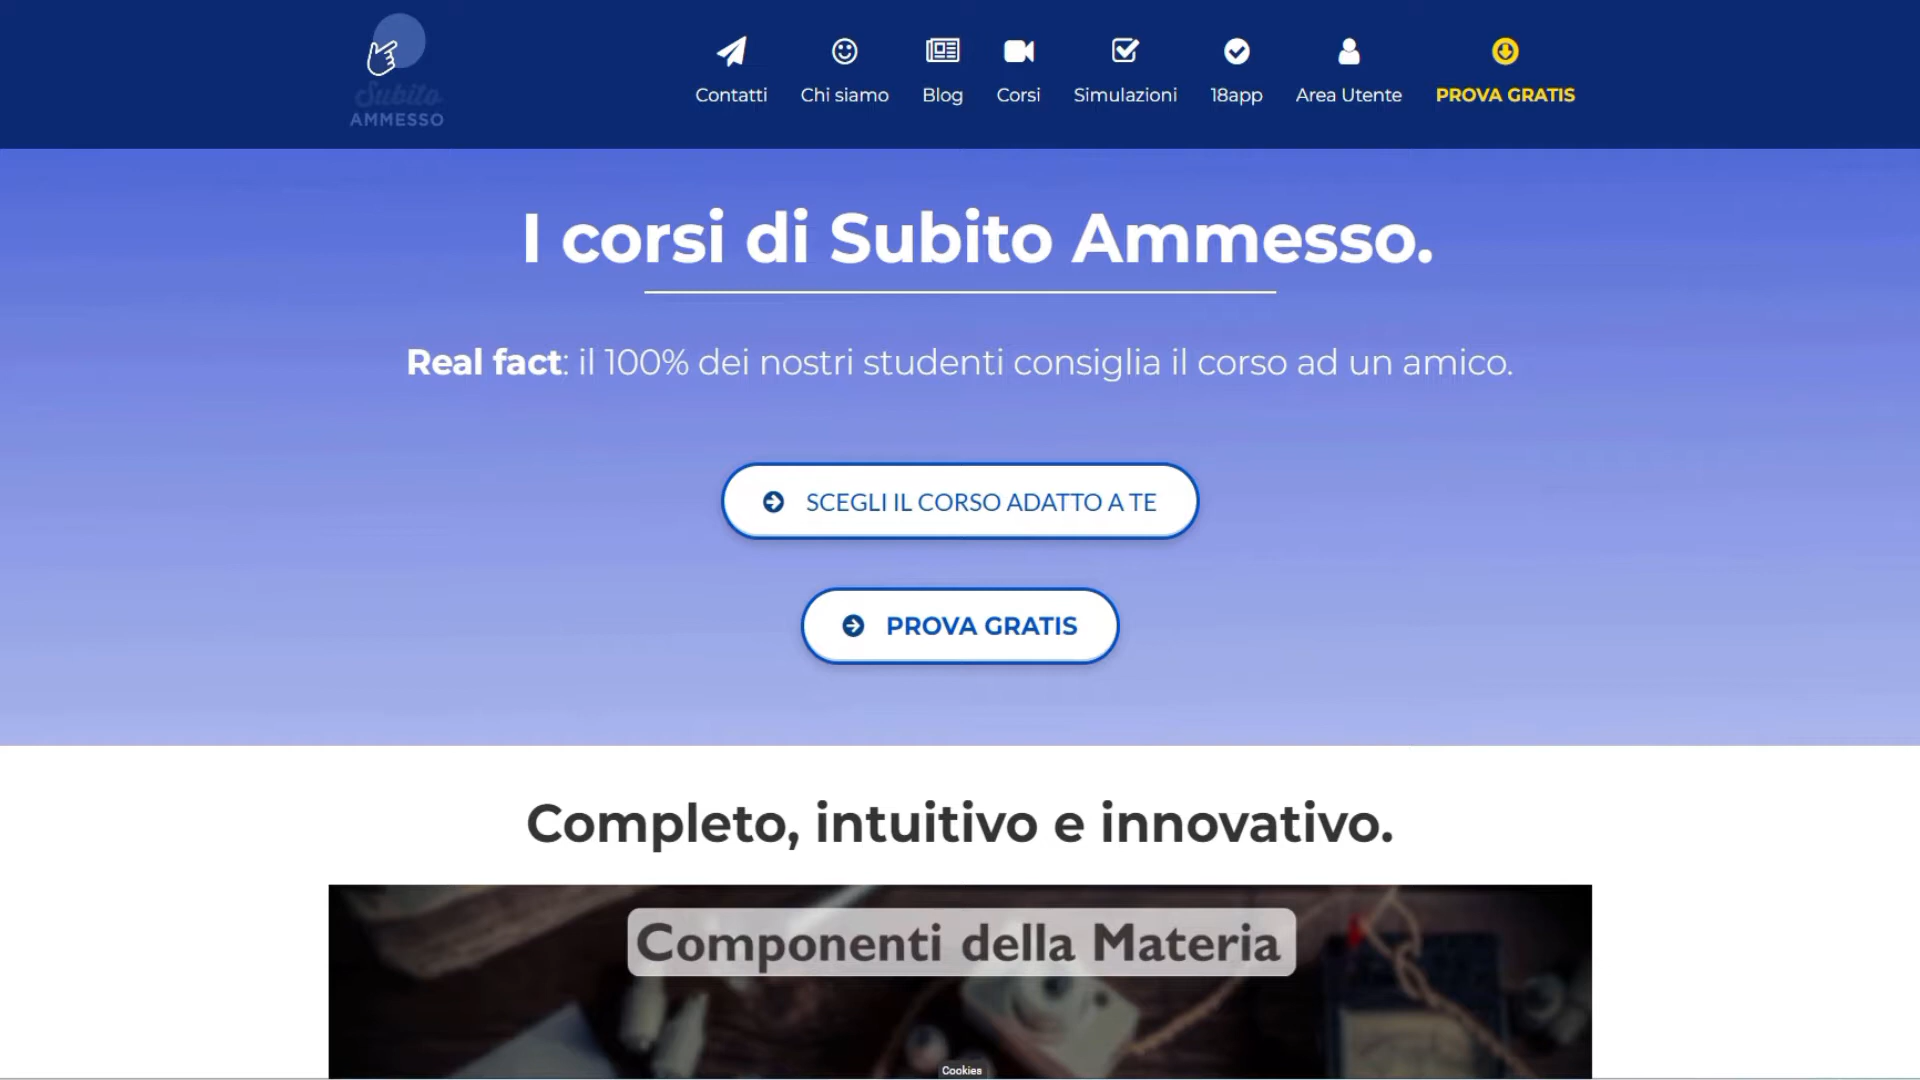 Subito
AMMESSO
Contatti
Chi siamo
Blog
Corsi
Simulazioni
18app
Area Utente
PROVA GRATIS
I corsi di Subito Ammesso.
Real fact: il 100% dei nostri studenti consiglia il corso ad un amico.
SCEGLI IL CORSO ADATTO A TE
PROVA GRATIS
Completo, intuitivo e innovativo.
Componenti della Materia
Cookies